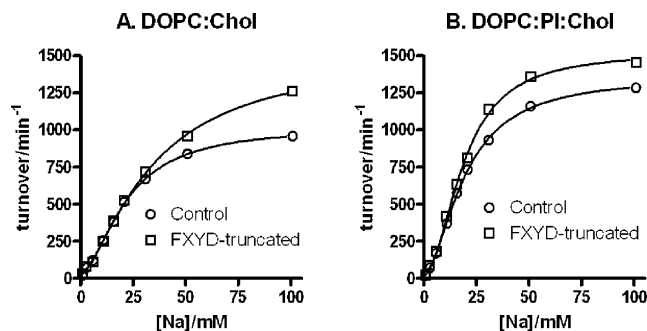 A. DOPC:Chol
turnover/min⁻¹
1500
1250
1000
750
500
250
0
0 25 50 75 100
[Na]/mM
Control
FXYD-truncated
B. DOPC:PI:Chol
turnover/min⁻¹
1500
1250
1000
750
500
250
0
0 25 50 75 100
[Na]/mM
Control
FXYD-truncated